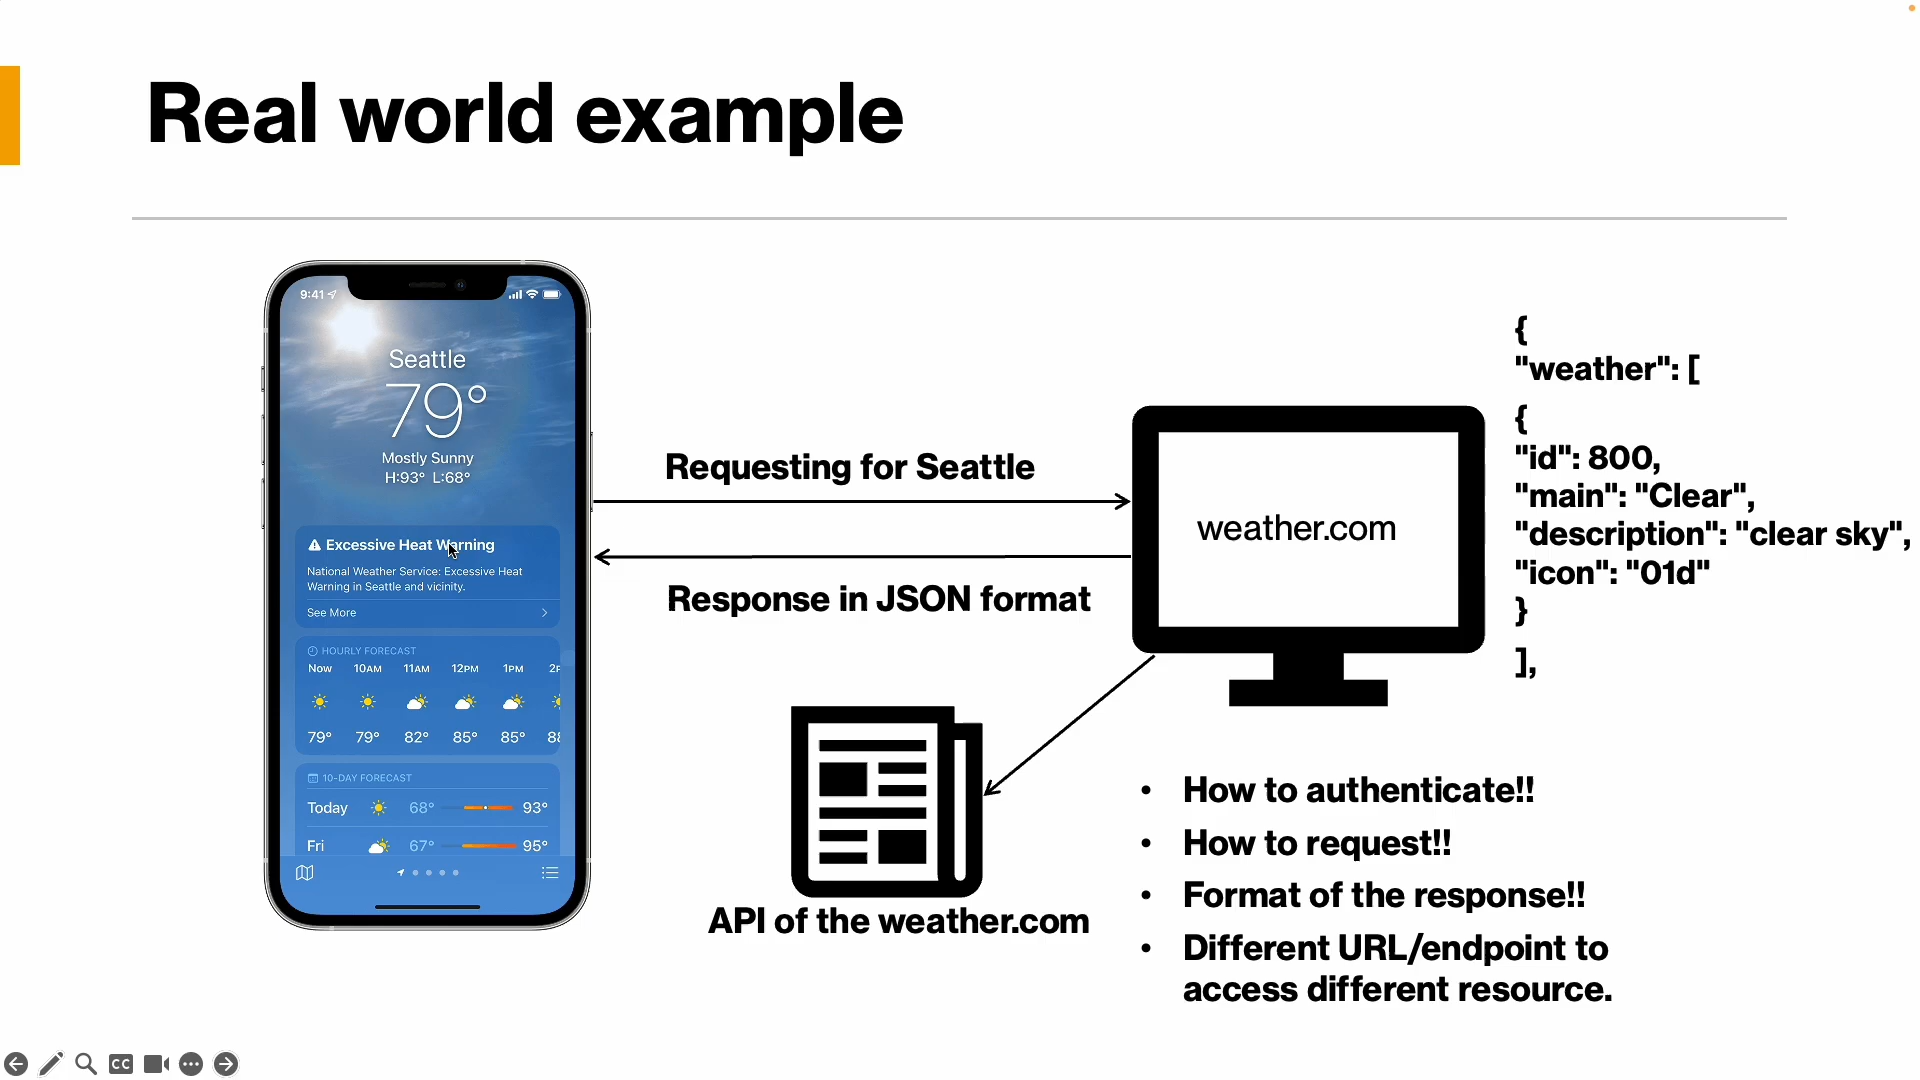 Real world example
9:41
Seattle
79°
Mostly Sunny
H:93° L:68°
Excessive Heat Warning
National Weather Service: Excessive Heat
Warning in Seattle and vicinity.
See More
HOURLY FORECAST
Now 10AM 11AM 12PM 1PM
79° 79° 82° 85° 85°
10-DAY FORECAST
Today 68° 93°
Fri 67° 95°
Requesting for Seattle
Response in JSON format
weather.com
{
"weather": [
{
"id": 800,
"main": "Clear",
"description": "clear sky",
"icon": "01d"
}
],
API of the weather.com
• How to authenticate!!
• How to request!!
• Format of the response!!
• Different URL/endpoint to
access different resource.
CC